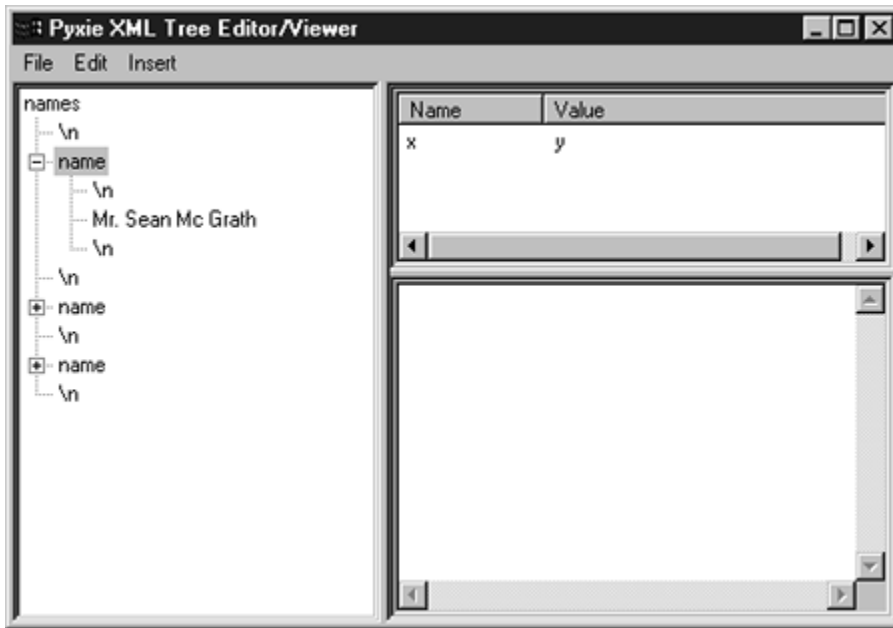 Pyxie XML Tree Editor/Viewer
File Edit Insert
names
\n
name
\n
Mr. Sean Mc Grath
\n
\n
name
\n
name
\n
Name Value
x y